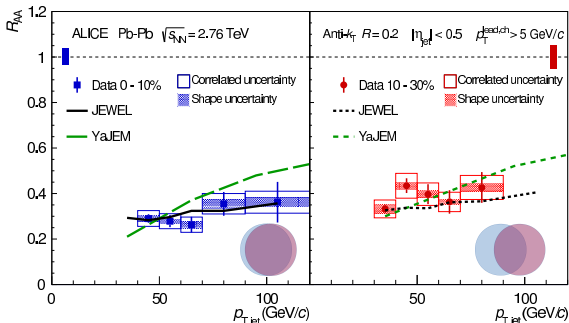 R_AA
1.2
1
0.8
0.6
0.4
0.2
0
ALICE Pb-Pb √s_NN = 2.76 TeV
Data 0 - 10%
Correlated uncertainty
Shape uncertainty
JEWEL
YaJEM
50
100
p_T,jet (GeV/c)
Anti-k_T R = 0.2 |η_jet| < 0.5 p_T^lead,ch > 5 GeV/c
Data 10 - 30%
Correlated uncertainty
Shape uncertainty
JEWEL
YaJEM
50
100
p_T,jet (GeV/c)